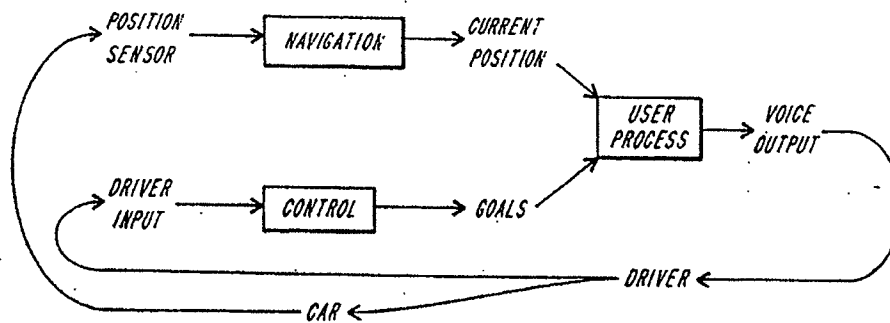 POSITION
SENSOR
NAVIGATION
CURRENT
POSITION
USER
PROCESS
VOICE
OUTPUT
DRIVER
INPUT
CONTROL
GOALS
DRIVER
CAR